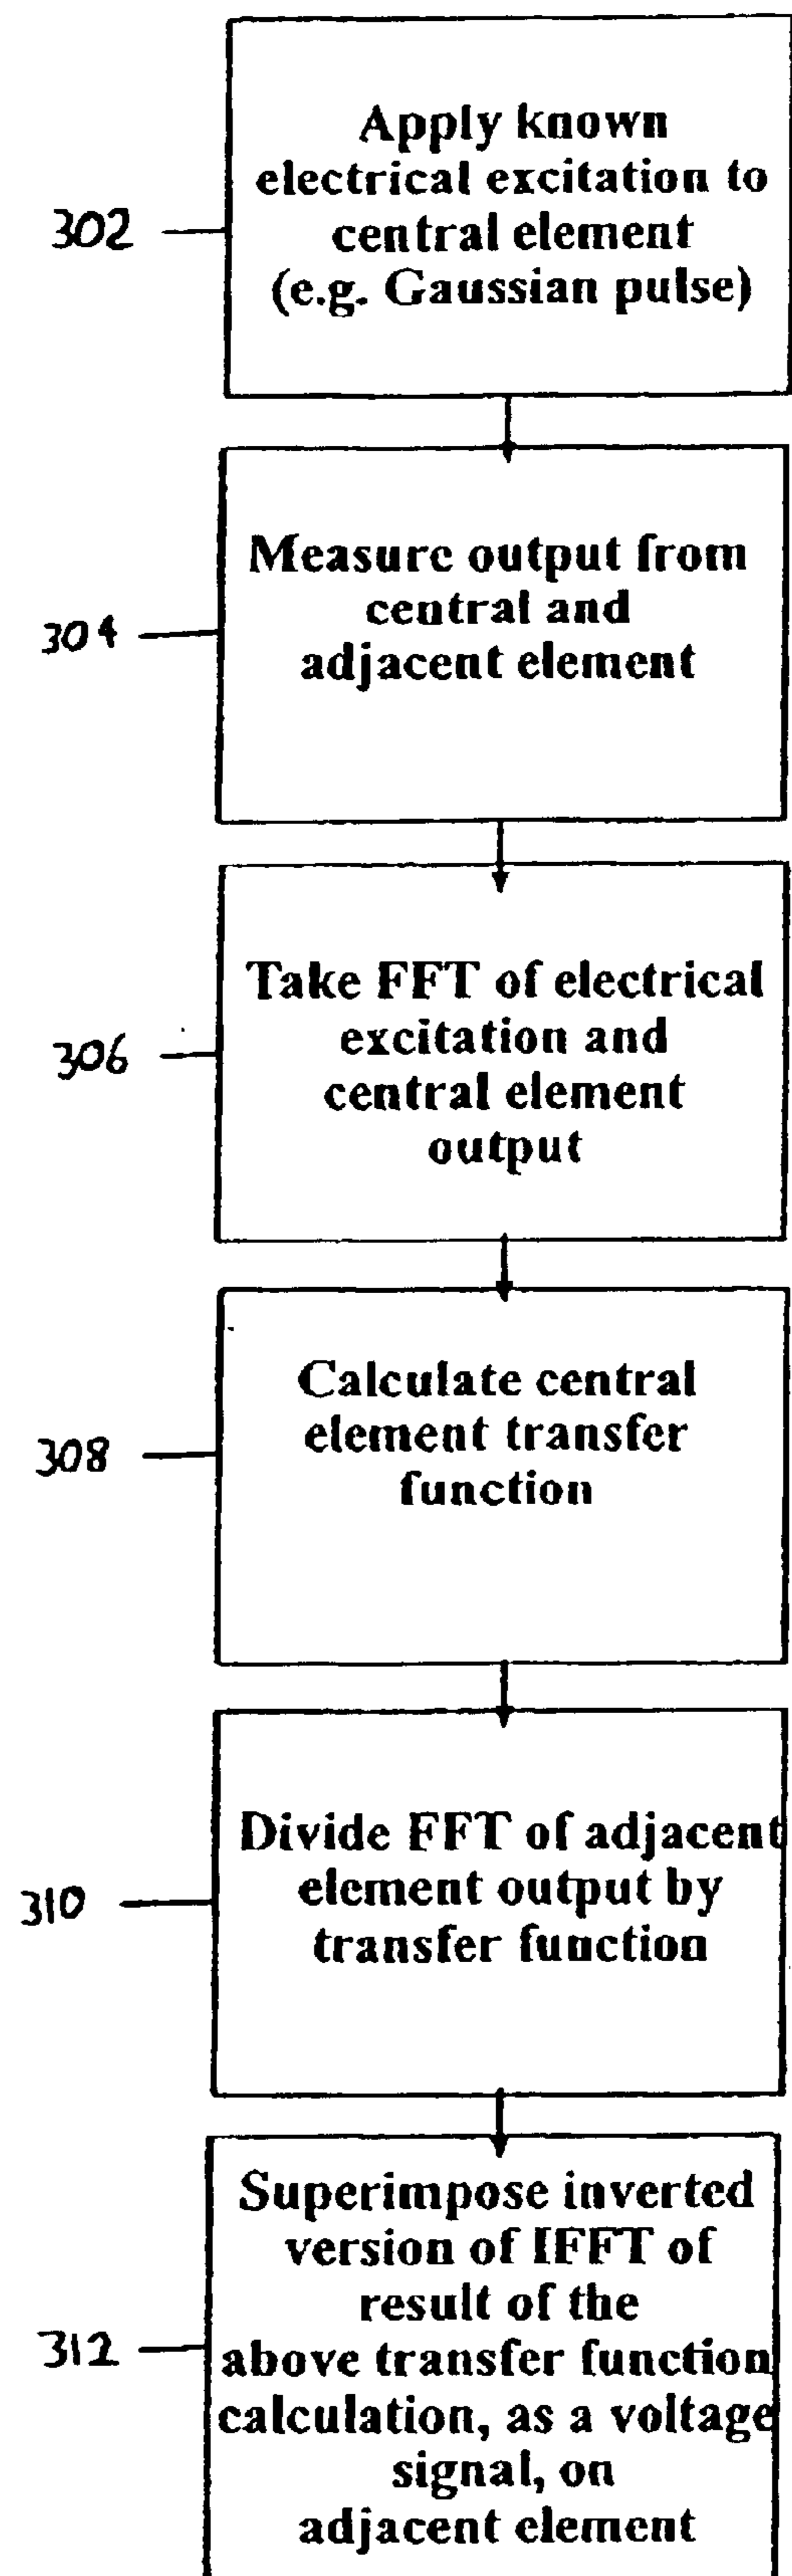 302
Apply known
electrical excitation to
central element
(e.g. Gaussian pulse)
304
Measure output from
central and
adjacent element
306
Take FFT of electrical
excitation and
central element
output
308
Calculate central
element transfer
function
310
Divide FFT of adjacent
element output by
transfer function
312
Superimpose inverted
version of IFFT of
result of the
above transfer function
calculation, as a voltage
signal, on
adjacent element